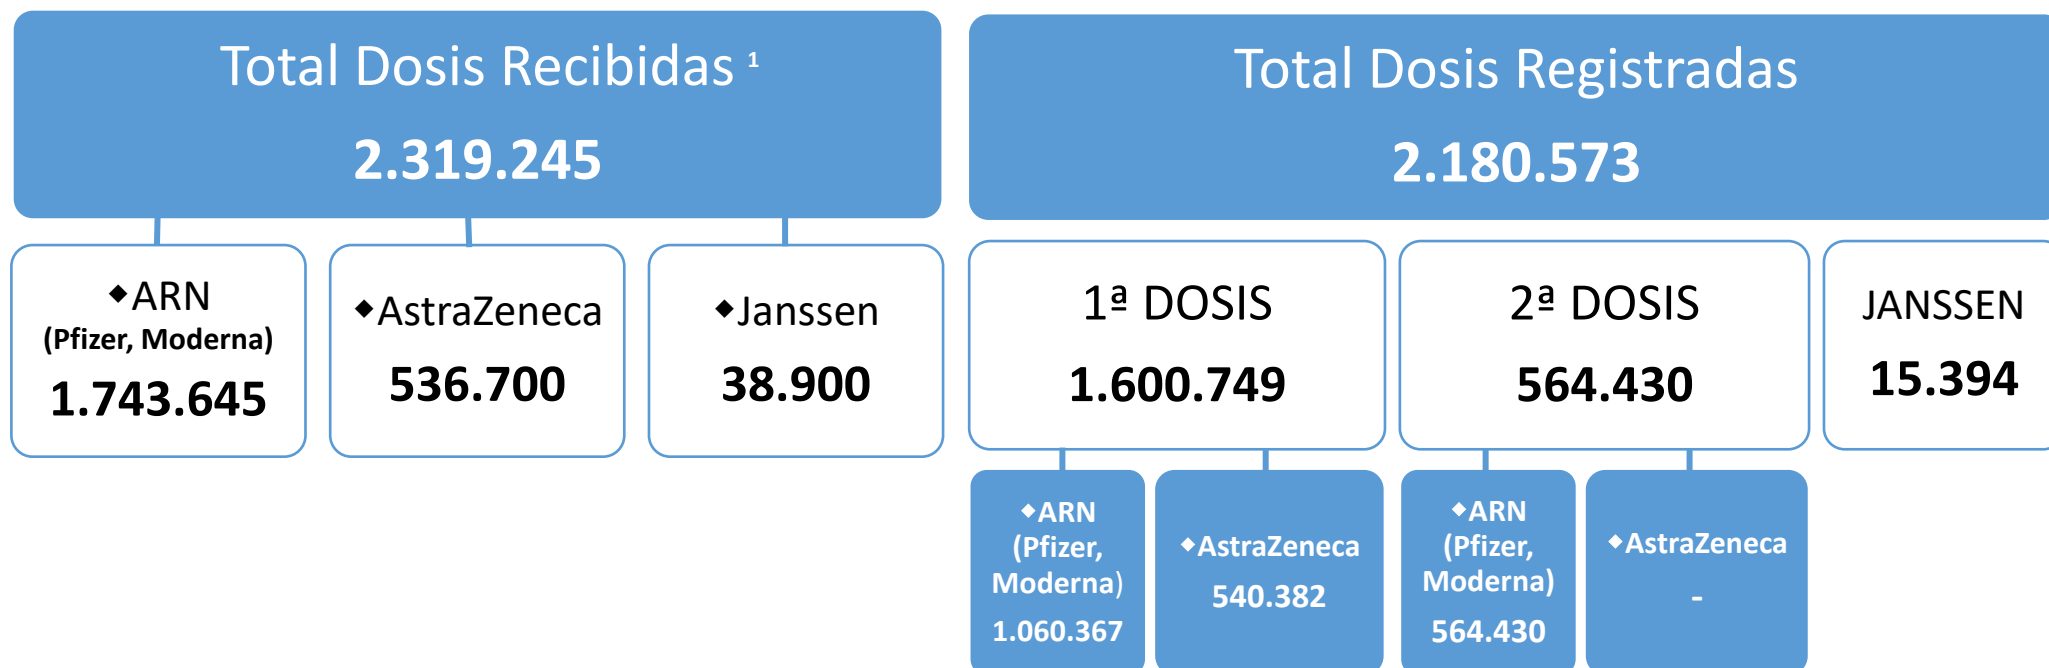 Total Dosis Recibidas ¹
2.319.245
◆ARN
(Pfizer, Moderna)
1.743.645
◆AstraZeneca
536.700
◆Janssen
38.900
Total Dosis Registradas
2.180.573
1ª DOSIS
1.600.749
2ª DOSIS
564.430
JANSSEN
15.394
◆ARN
(Pfizer,
Moderna)
1.060.367
◆AstraZeneca
540.382
◆ARN
(Pfizer,
Moderna)
564.430
◆AstraZeneca
-